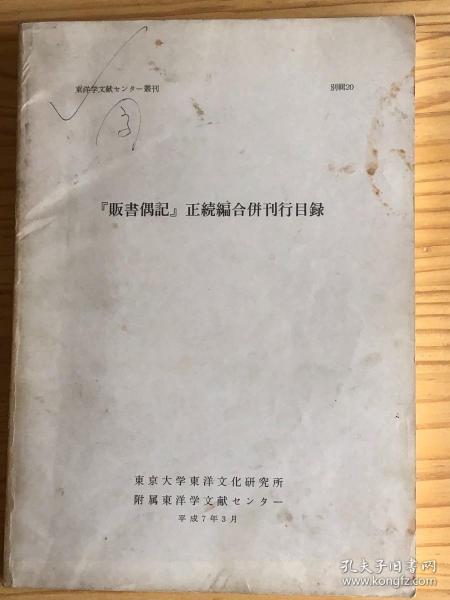 東洋学文献センター叢刊
別輯20
『販書偶記』正続編合併刊行目録
東京大学東洋文化研究所
附属東洋学文献センター
平成7年3月
孔夫子旧书网
www.kongfz.com